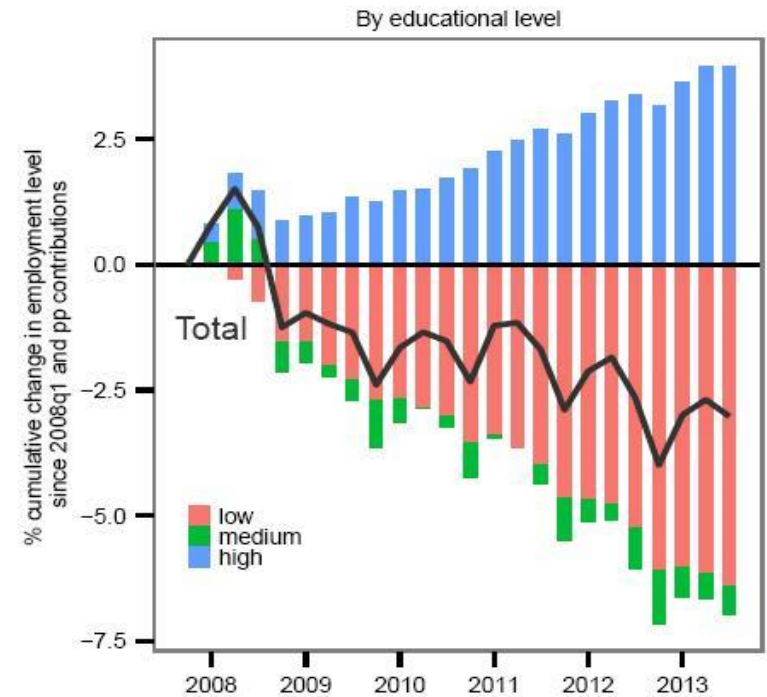 By educational level
% cumulative change in employment level
since 2008q1 and pp contributions
2.5
0.0
−2.5
−5.0
−7.5
Total
low
medium
high
2008 2009 2010 2011 2012 2013